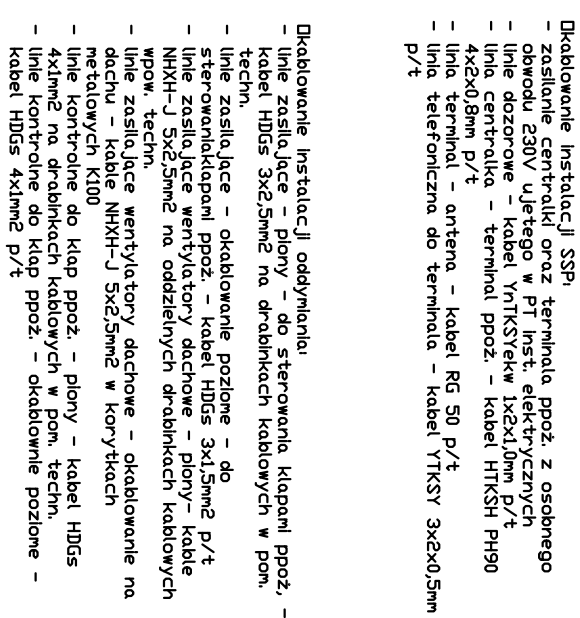 Okablowanie instalacji SSP:
- zasilanie centralki oraz terminala ppoż. z osobnego
obwodu 230V ujetego w PT inst. elektrycznych
- linie dozorowe - kabel YnTKSYekw 1x2x1,0mm p/t
- linia centralka - terminal ppoż. - kabel HTKSH PH90
4x2x0,8mm p/t
- linia terminal - antena - kabel RG 50 p/t
- linia telefoniczna do terminala - kabel YTKSY 3x2x0,5mm
p/t
Okablowanie instalacji oddymiania:
- linie zasilające - piony - do sterowania klapami ppoż, -
kabel HDGs 3x2,5mm2 na drabinkach kablowych w pom.
techn.
- linie zasilające - okablowanie poziome - do
sterowaniaklapami ppoż. - kabel HDGs 3x1,5mm2 p/t
- linie zasilające wentylatory dachowe - piony- kable
NHXH-J 5x2,5mm2 na oddzielnych drabinkach kablowych
wpow. techn.
- linie zasilające wentylatory dachowe - okablowanie na
dachu - kable NHXH-J 5x2,5mm2 w korytkach
metalowych K100
- linie kontrolne do klap ppoż. - piony - kabel HDGs
4x1mm2 na drabinkach kablowych w pom. techn.
- linie kontrolne do klap ppoż. - okablownie poziome -
kabel HDGs 4x1mm2 p/t